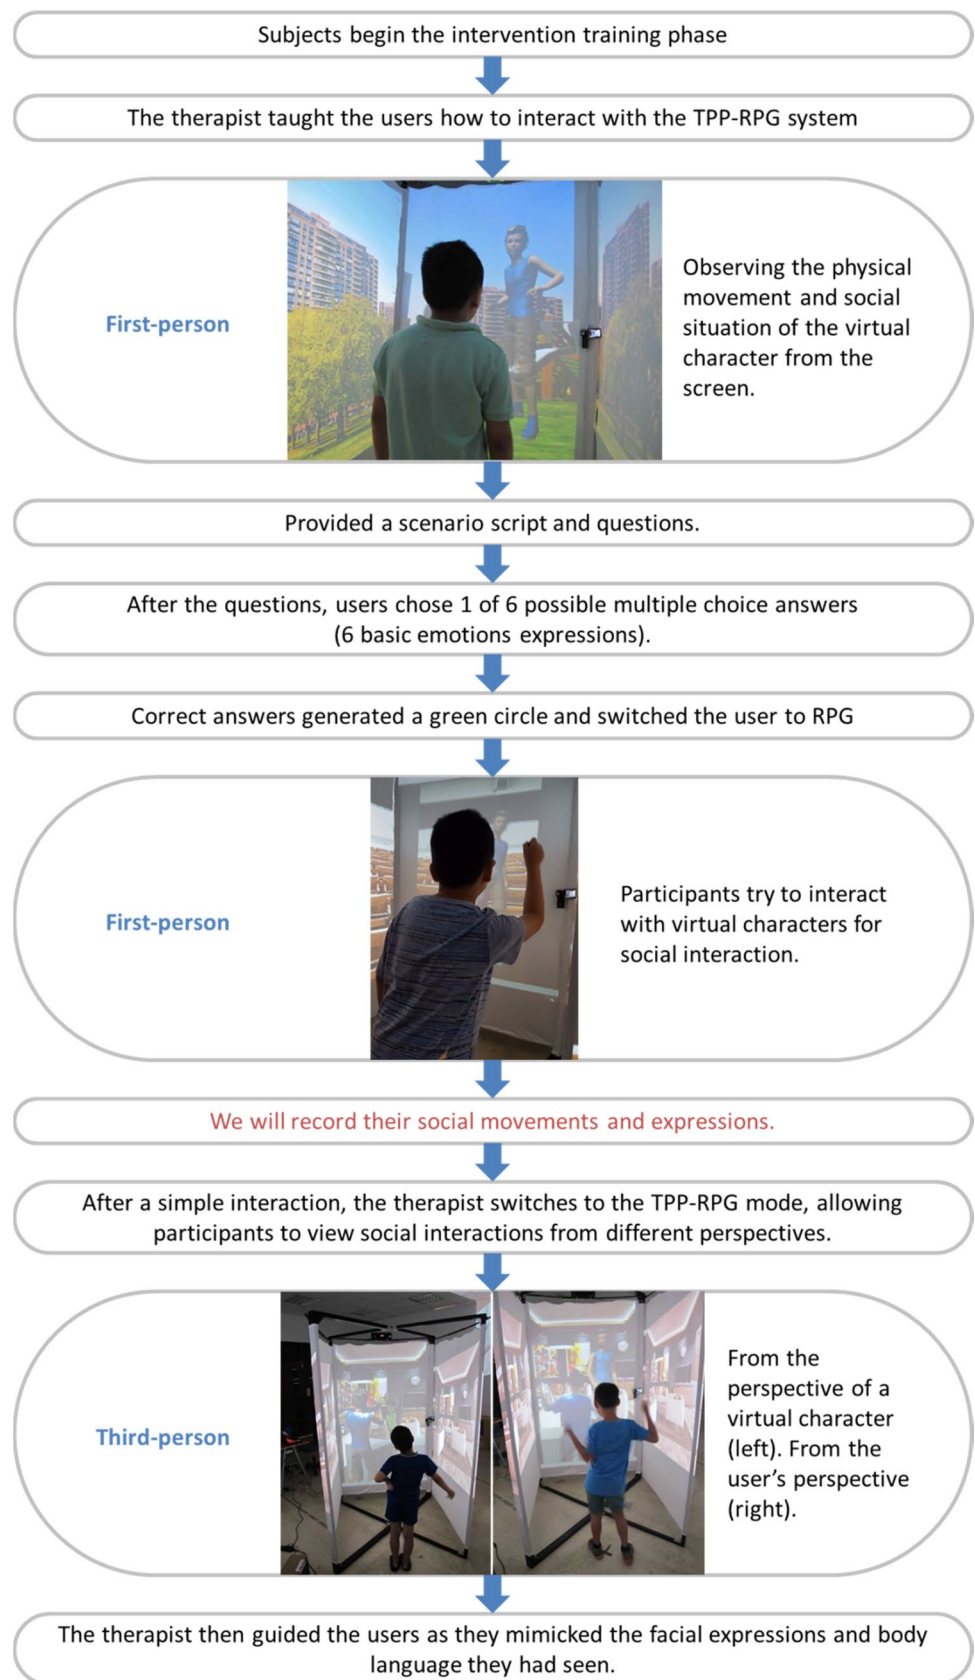 Subjects begin the intervention training phase
The therapist taught the users how to interact with the TPP-RPG system
First-person
Observing the physical
movement and social
situation of the virtual
character from the
screen.
Provided a scenario script and questions.
After the questions, users chose 1 of 6 possible multiple choice answers
(6 basic emotions expressions).
Correct answers generated a green circle and switched the user to RPG
First-person
Participants try to interact
with virtual characters for
social interaction.
We will record their social movements and expressions.
After a simple interaction, the therapist switches to the TPP-RPG mode, allowing
participants to view social interactions from different perspectives.
Third-person
From the
perspective of a
virtual character
(left). From the
user's perspective
(right).
The therapist then guided the users as they mimicked the facial expressions and body
language they had seen.